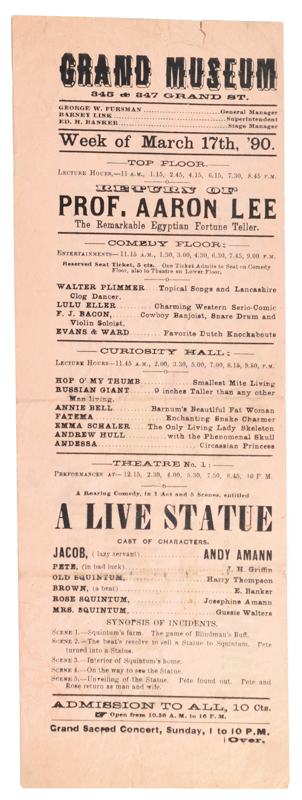 GRAND MUSEUM
345 & 347 GRAND ST.
GEORGE W. FURSMAN ........ General Manager
BARNEY LINK ........ Superintendent
ED. H. BANKER ........ Stage Manager
Week of March 17th, '90.
TOP FLOOR.
LECTURE HOURS,—11 A.M., 1.15, 2.45, 4.15, 6.15, 7.30, 8.45 P.M.
RETURN OF
PROF. AARON LEE
The Remarkable Egyptian Fortune Teller.
COMEDY FLOOR:
ENTERTAINMENTS—11.15 A.M., 1.30, 3.00, 4.30, 6.30, 7.45, 9.00 P.M.
Reserved Seat Ticket, 5 cts. One Ticket Admits to Seat on Comedy
Floor, also to Theatre on Lower Floor.
WALTER PLIMMER.. Topical Songs and Lancashire
Clog Dancer.
LULU ELLER ........ Charming Western Serio-Comic
F. J. BACON, ........ Cowboy Banjoist, Snare Drum and
Violin Soloist.
EVANS & WARD ........ Favorite Dutch Knockabouts
CURIOSITY HALL:
LECTURE HOURS—11.45 A.M., 2.00, 3.30, 5.00, 7.00, 8.15, 9.30, P.M.
HOP O' MY THUMB ........ Smallest Mite Living
RUSSIAN GIANT ........ 9 inches Taller than any other
Man living.
ANNIE BELL ........ Barnum's Beautiful Fat Woman
FATEMA ........ Enchanting Snake Charmer
EMMA SCHALER The Only Living Lady Skeleton
ANDREW HULL ........ with the Phenomenal Skull
ANDESSA ........ Circassian Princess
THEATRE No. 1:
PERFORMANCES AT— 12.15, 2.30, 4.00, 5.30, 7.30, 8.45, 10 P.M.
A Roaring Comedy, in 1 Act and 5 Scenes, entitled
A LIVE STATUE
CAST OF CHARACTERS.
JACOB, (lazy servant) ANDY AMANN
PETE, (in bad luck) ........ J. H. Griffin
OLD SQUINTUM, ........ Harry Thompson
BROWN, (a beat) ........ E. Banker
ROSE SQUINTUM, ........ Josephine Amann
MRS. SQUINTUM, ........ Gussie Walters
SYNOPSIS OF INCIDENTS.
SCENE 1.—Squintum's farm. The game of Blindman's Buff.
SCENE 2.—The beat's resolve to sell a Statue to Squintum. Pete
turned into a Statue.
SCENE 3.—Interior of Squintum's home.
SCENE 4.—On the way to see the Statue.
SCENE 5.—Unveiling of the Statue. Pete found out. Pete and
Rose return as man and wife.
ADMISSION TO ALL, 10 Cts.
☞ Open from 10.30 A.M. to 10 P.M.
Grand Sacred Concert, Sunday, 1 to 10 P.M.
(Over.